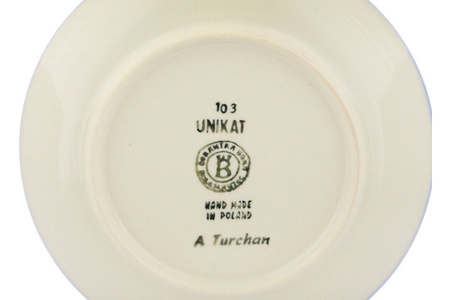 103
UNIKAT
B
HAND MADE
IN POLAND
A Turchan